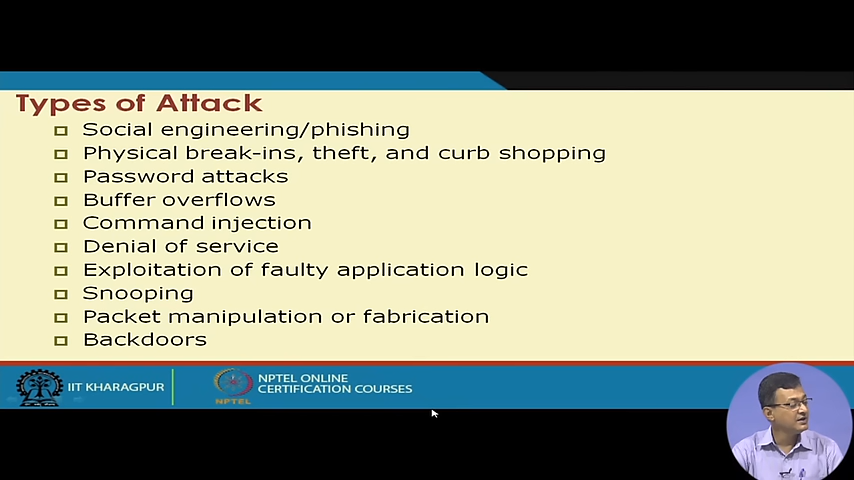 Types of Attack
Social engineering/phishing
Physical break-ins, theft, and curb shopping
Password attacks
Buffer overflows
Command injection
Denial of service
Exploitation of faulty application logic
Snooping
Packet manipulation or fabrication
Backdoors
IIT KHARAGPUR
NPTEL
NPTEL ONLINE
CERTIFICATION COURSES